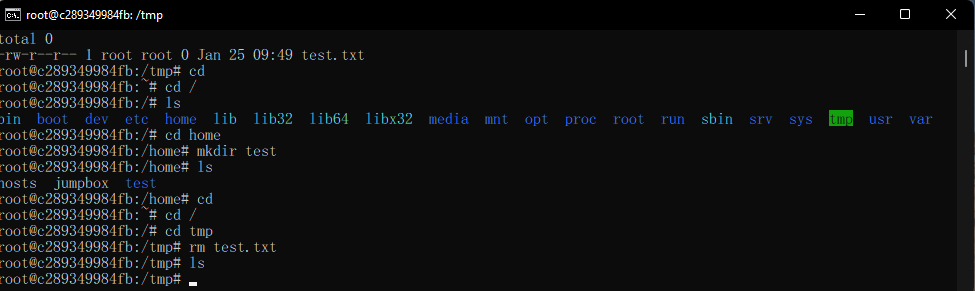 root@c289349984fb: /tmp
total 0
-rw-r--r-- 1 root root 0 Jan 25 09:49 test.txt
root@c289349984fb:/tmp# cd
root@c289349984fb:~# cd /
root@c289349984fb:/# ls
bin boot dev etc home lib lib32 lib64 libx32 media mnt opt proc root run sbin srv sys tmp usr var
root@c289349984fb:/# cd home
root@c289349984fb:/home# mkdir test
root@c289349984fb:/home# ls
hosts jumpbox test
root@c289349984fb:/home# cd
root@c289349984fb:~# cd /
root@c289349984fb:/# cd tmp
root@c289349984fb:/tmp# rm test.txt
root@c289349984fb:/tmp# ls
root@c289349984fb:/tmp#